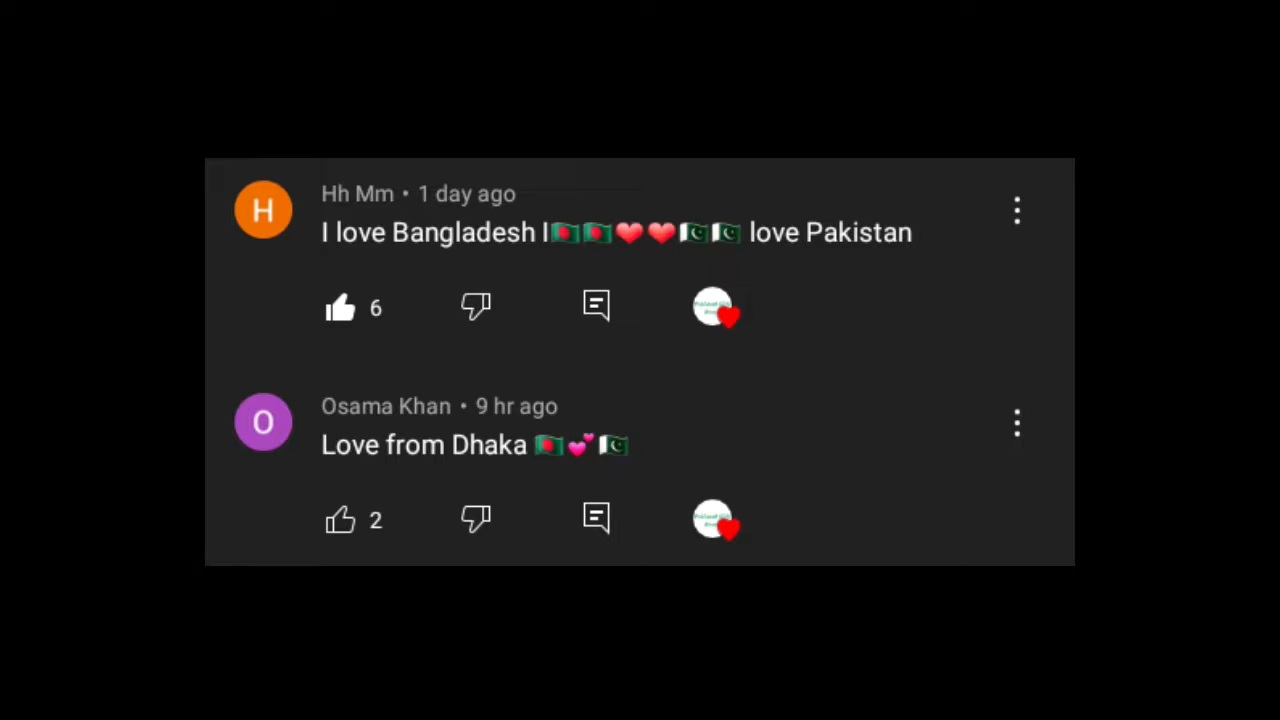 H
Hh Mm • 1 day ago
I love Bangladesh I🇧🇩🇧🇩❤️❤️🇵🇰🇵🇰 love Pakistan
6
O
Osama Khan • 9 hr ago
Love from Dhaka 🇧🇩💕🇵🇰
2